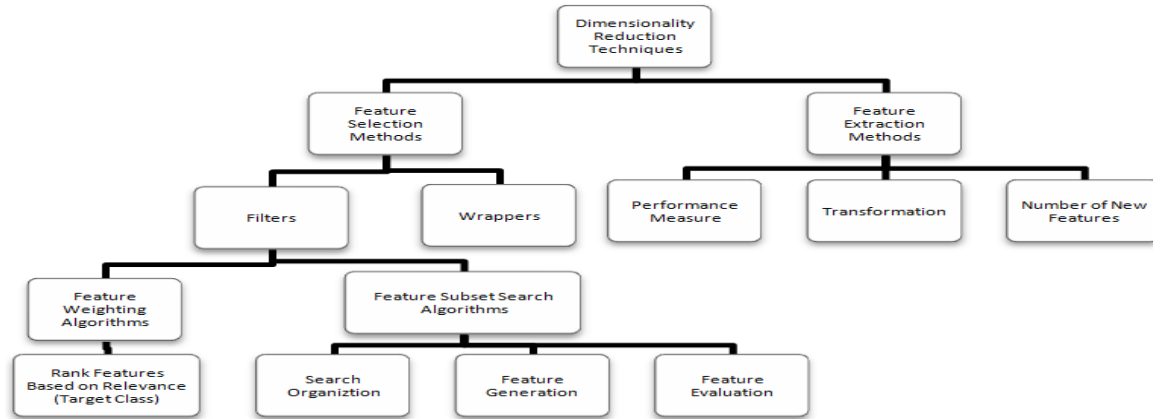 Dimensionality
Reduction
Techniques
Feature
Selection
Methods
Feature
Extraction
Methods
Filters
Wrappers
Performance
Measure
Transformation
Number of New
Features
Feature
Weighting
Algorithms
Feature Subset Search
Algorithms
Rank Features
Based on Relevance
(Target Class)
Search
Organiztion
Feature
Generation
Feature
Evaluation